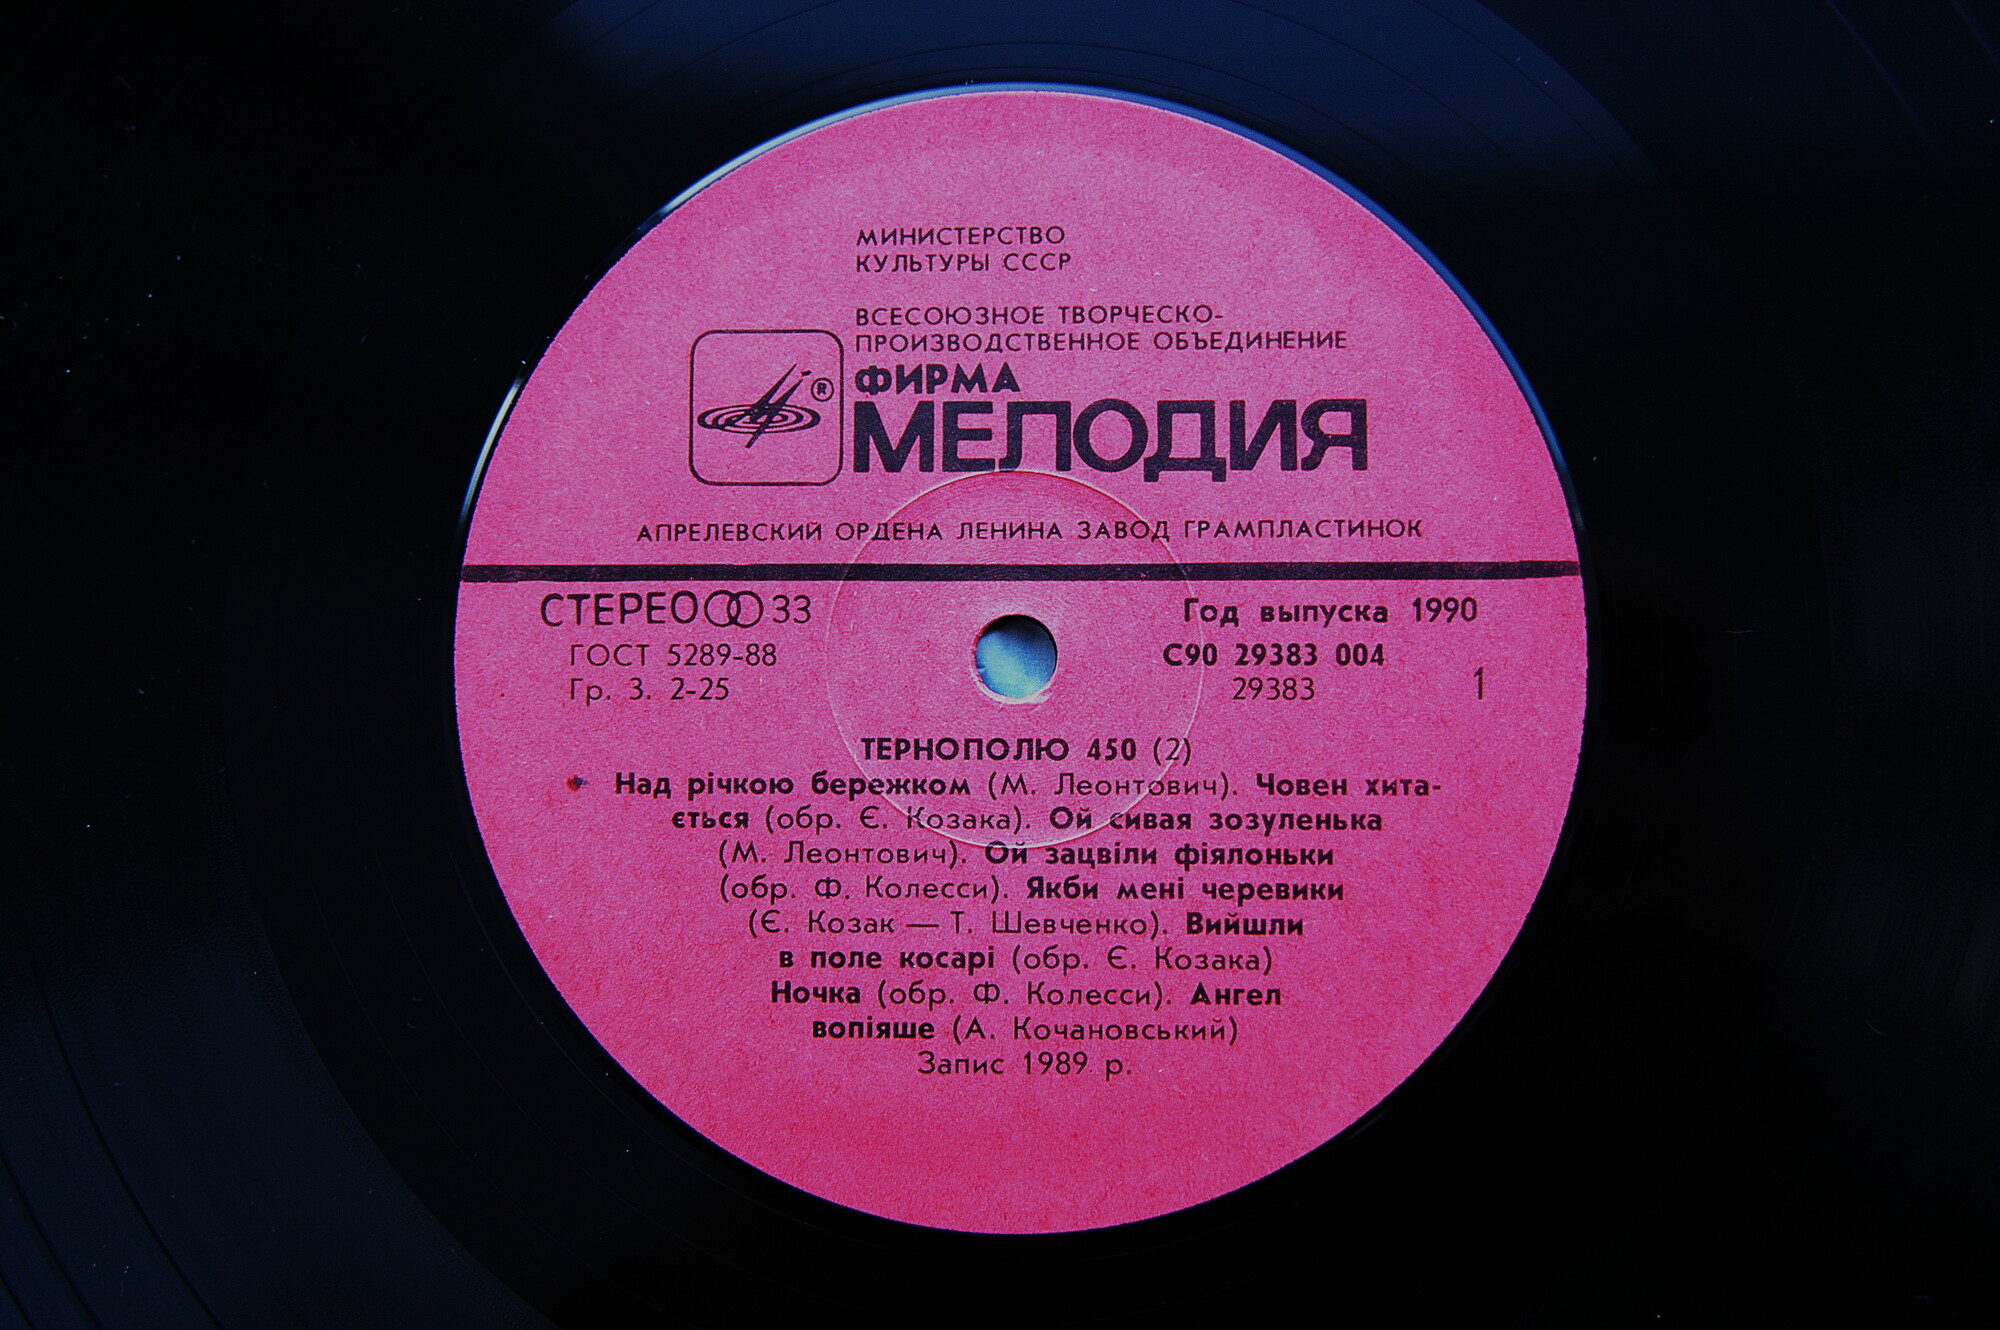 МИНИСТЕРСТВО
КУЛЬТУРЫ СССР
ВСЕСОЮЗНОЕ ТВОРЧЕСКО-
ПРОИЗВОДСТВЕННОЕ ОБЪЕДИНЕНИЕ
®
ФИРМА
МЕЛОДИЯ
АПРЕЛЕВСКИЙ ОРДЕНА ЛЕНИНА ЗАВОД ГРАМПЛАСТИНОК
СТЕРЕО 33 Год выпуска 1990
ГОСТ 5289-88 С90 29383 004
Гр. 3. 2-25 29383 1
ТЕРНОПОЛЮ 450 (2)
Над річкою бережком (М. Леонтович). Човен хита-
ється (обр. Є. Козака). Ой сивая зозуленька
(М. Леонтович). Ой зацвіли фіялоньки
(обр. Ф. Колесси). Якби мені черевики
(Є. Козак — Т. Шевченко). Вийшли
в поле косарі (обр. Є. Козака)
Ночка (обр. Ф. Колесси). Ангел
вопіяше (А. Кочановський)
Запис 1989 р.